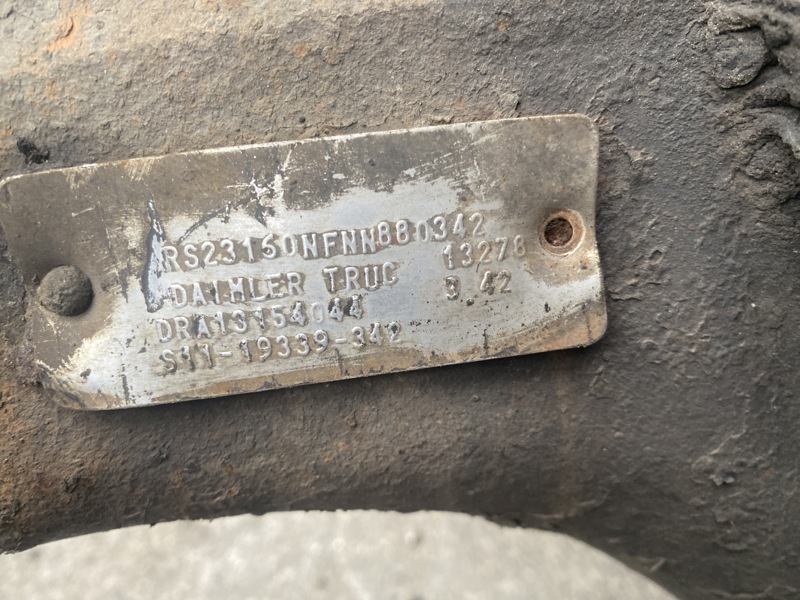 RS23160NFNN880342
DAIMLER TRUC 13278
DRA13154044 3.42
S11-19339-342